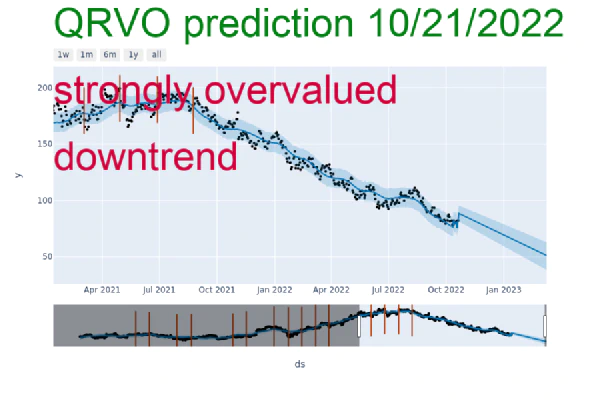 QRVO prediction 10/21/2022
1w 1m 6m 1y all
strongly overvalued
downtrend
200
150
100
50
y
Apr 2021 Jul 2021 Oct 2021 Jan 2022 Apr 2022 Jul 2022 Oct 2022 Jan 2023
ds